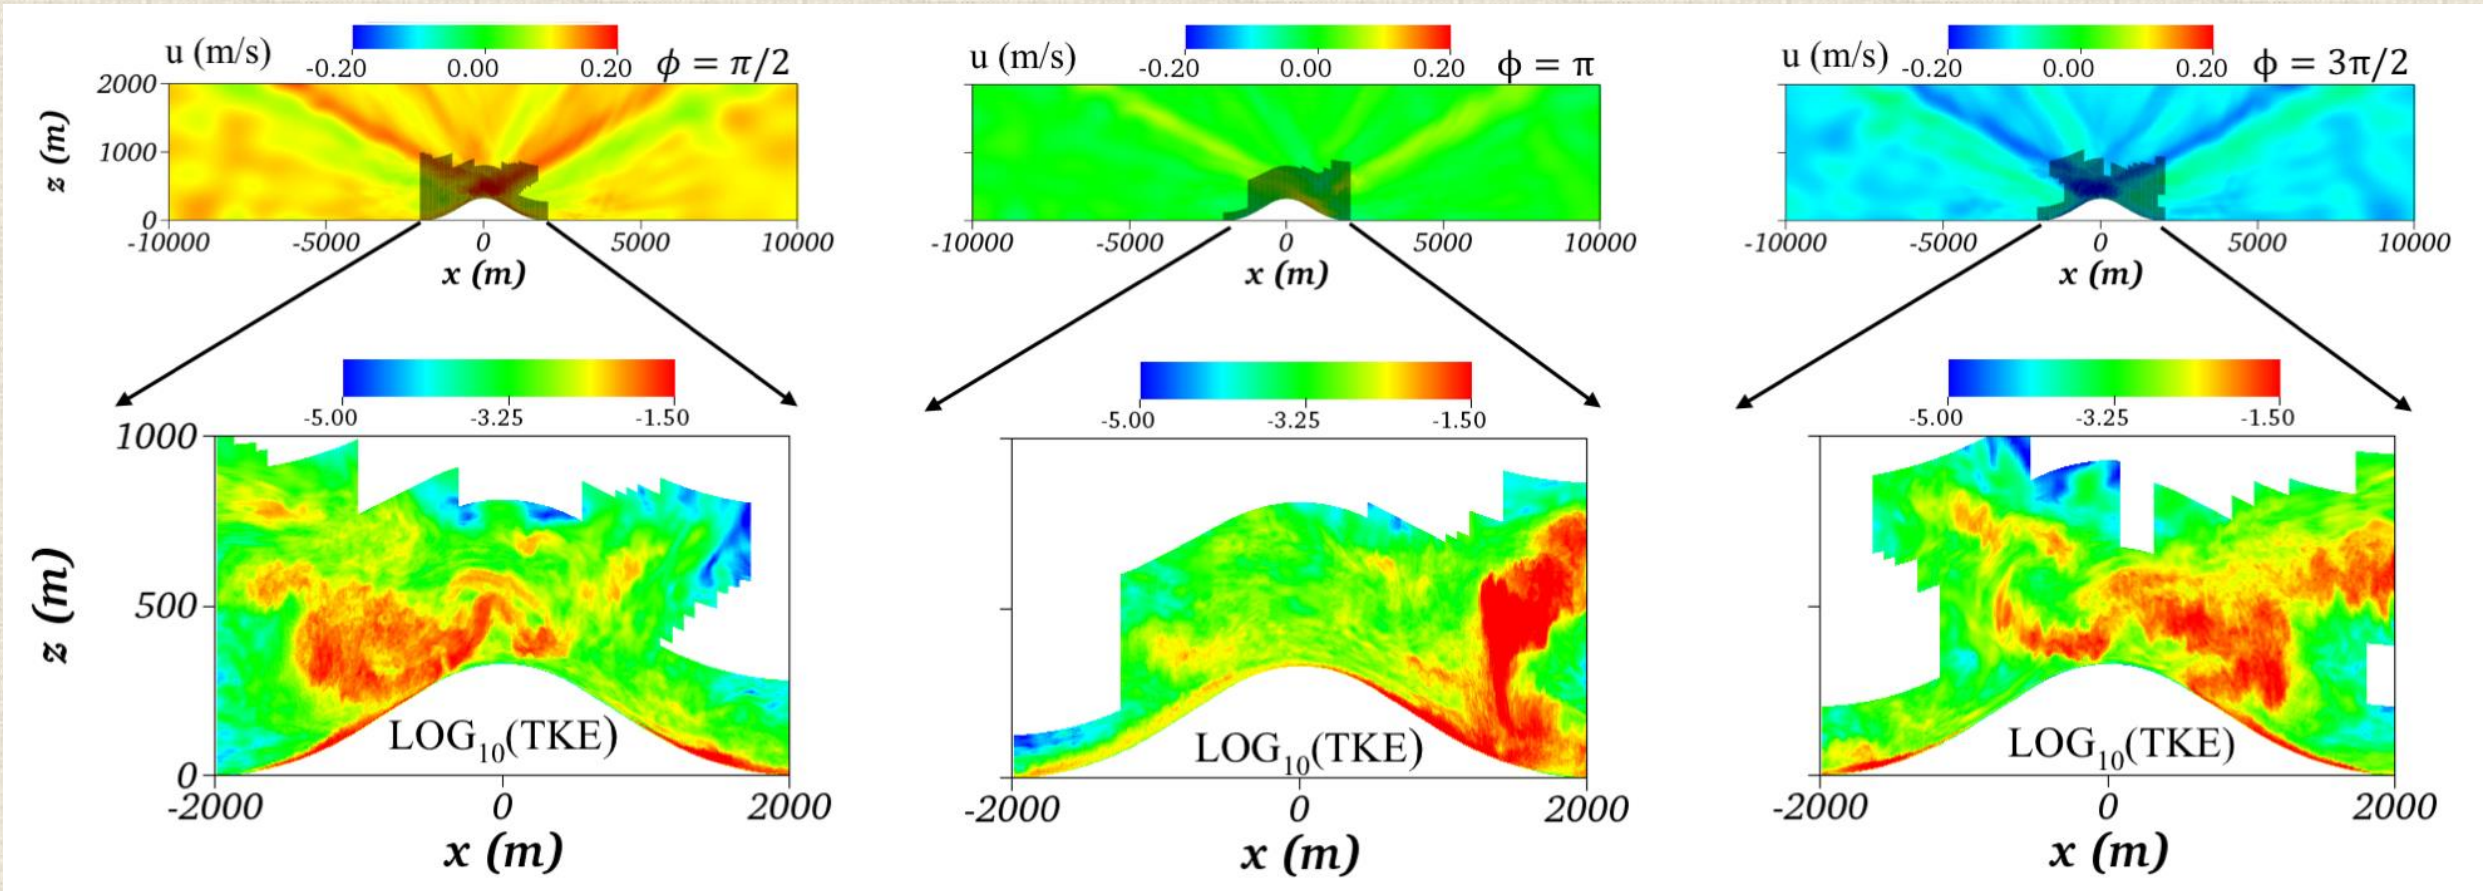 u (m/s)
-0.20 0.00 0.20
ϕ = π/2
2000
1000
0
z (m)
-10000 -5000 0 5000 10000
x (m)
u (m/s)
-0.20 0.00 0.20
ϕ = π
-10000 -5000 0 5000 10000
x (m)
u (m/s)
-0.20 0.00 0.20
ϕ = 3π/2
-10000 -5000 0 5000 10000
x (m)
-5.00 -3.25 -1.50
1000
500
0
z (m)
LOG₁₀(TKE)
-2000 0 2000
x (m)
-5.00 -3.25 -1.50
LOG₁₀(TKE)
-2000 0 2000
x (m)
-5.00 -3.25 -1.50
LOG₁₀(TKE)
-2000 0 2000
x (m)